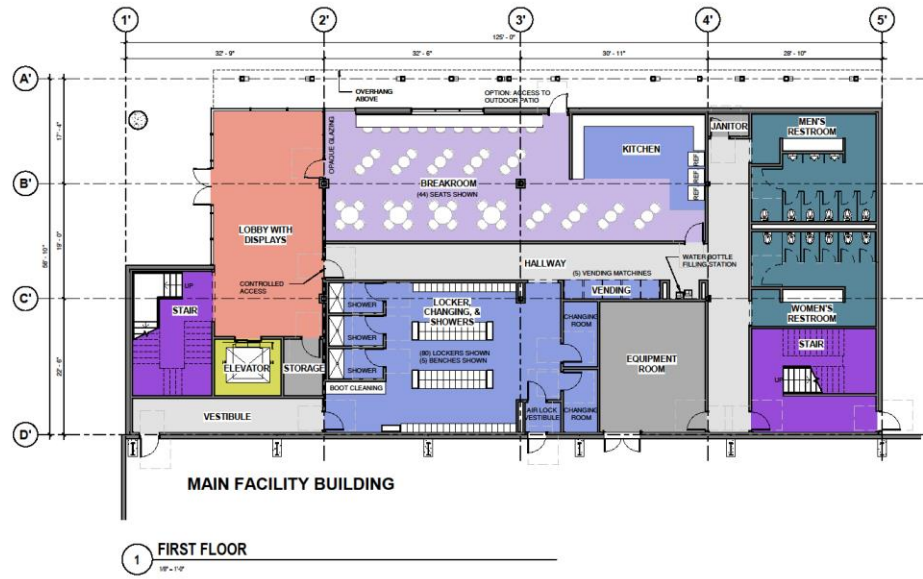 1' 2' 3' 4' 5'
125' - 0"
32' - 9" 32' - 6" 30' - 11" 28' - 10"
A'
OVERHANG
ABOVE
OPTION: ACCESS TO
OUTDOOR PATIO
17' - 4"
OPAQUE GLAZING
JANITOR
MEN'S
RESTROOM
KITCHEN
REF
REF
REF
B'
BREAKROOM
(44) SEATS SHOWN
LOBBY WITH
DISPLAYS
19' - 0"
HALLWAY
WATER BOTTLE
FILLING STATION
(5) VENDING MATCHINES
CONTROLLED
ACCESS
UP
VENDING
C'
STAIR
SHOWER
SHOWER
SHOWER
LOCKER,
CHANGING, &
SHOWERS
(80) LOCKERS SHOWN
(5) BENCHES SHOWN
CHANGING
ROOM
WOMEN'S
RESTROOM
STAIR
ELEVATOR
STORAGE
EQUIPMENT
ROOM
UP
22' - 6"
BOOT CLEANING
VESTIBULE
AIR LOCK
VESTIBULE
CHANGING
ROOM
D'
MAIN FACILITY BUILDING
1 FIRST FLOOR
1/8" = 1'-0"